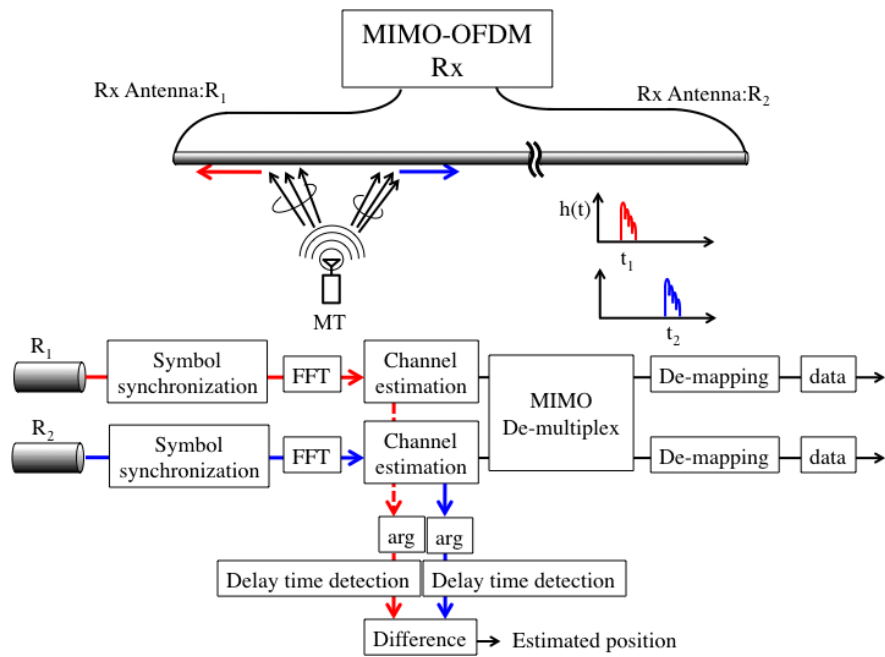 MIMO-OFDM
Rx
Rx Antenna:R₁
Rx Antenna:R₂
h(t)
t₁
t₂
MT
R₁
Symbol
synchronization
FFT
Channel
estimation
MIMO
De-multiplex
De-mapping
data
R₂
Symbol
synchronization
FFT
Channel
estimation
De-mapping
data
arg
arg
Delay time detection
Delay time detection
Difference
Estimated position